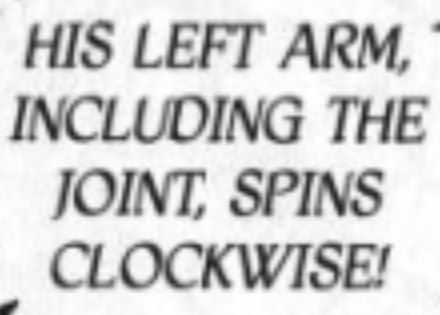 HIS LEFT ARM,
INCLUDING THE
JOINT, SPINS
CLOCKWISE!